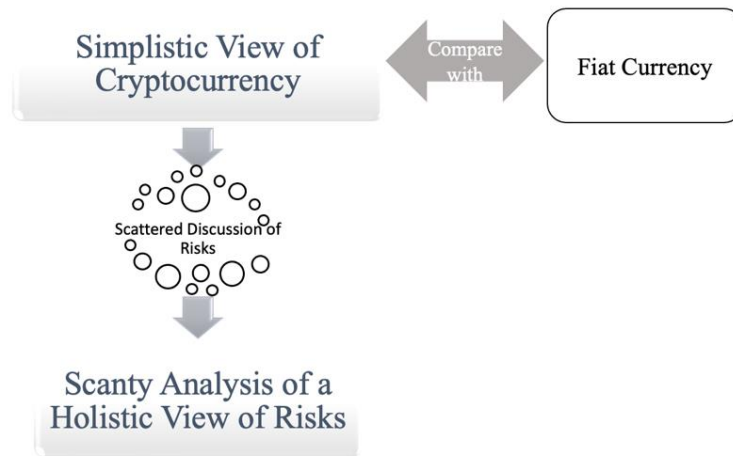 Simplistic View of
Cryptocurrency
Compare
with
Fiat Currency
Scattered Discussion of
Risks
Scanty Analysis of a
Holistic View of Risks